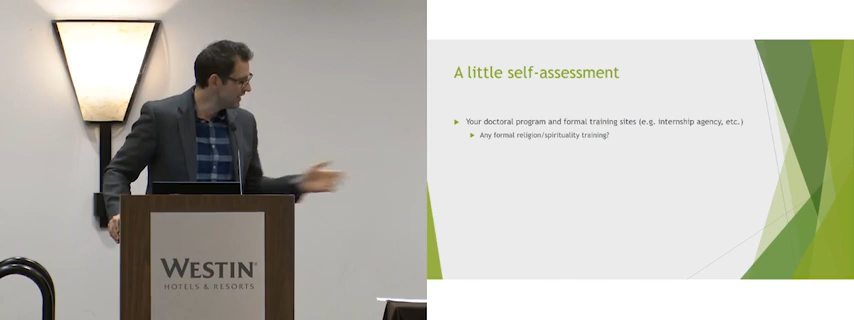 WESTIN®
HOTELS & RESORTS
A little self-assessment
Your doctoral program and formal training sites (e.g. internship agency, etc.)
Any formal religion/spirituality training?